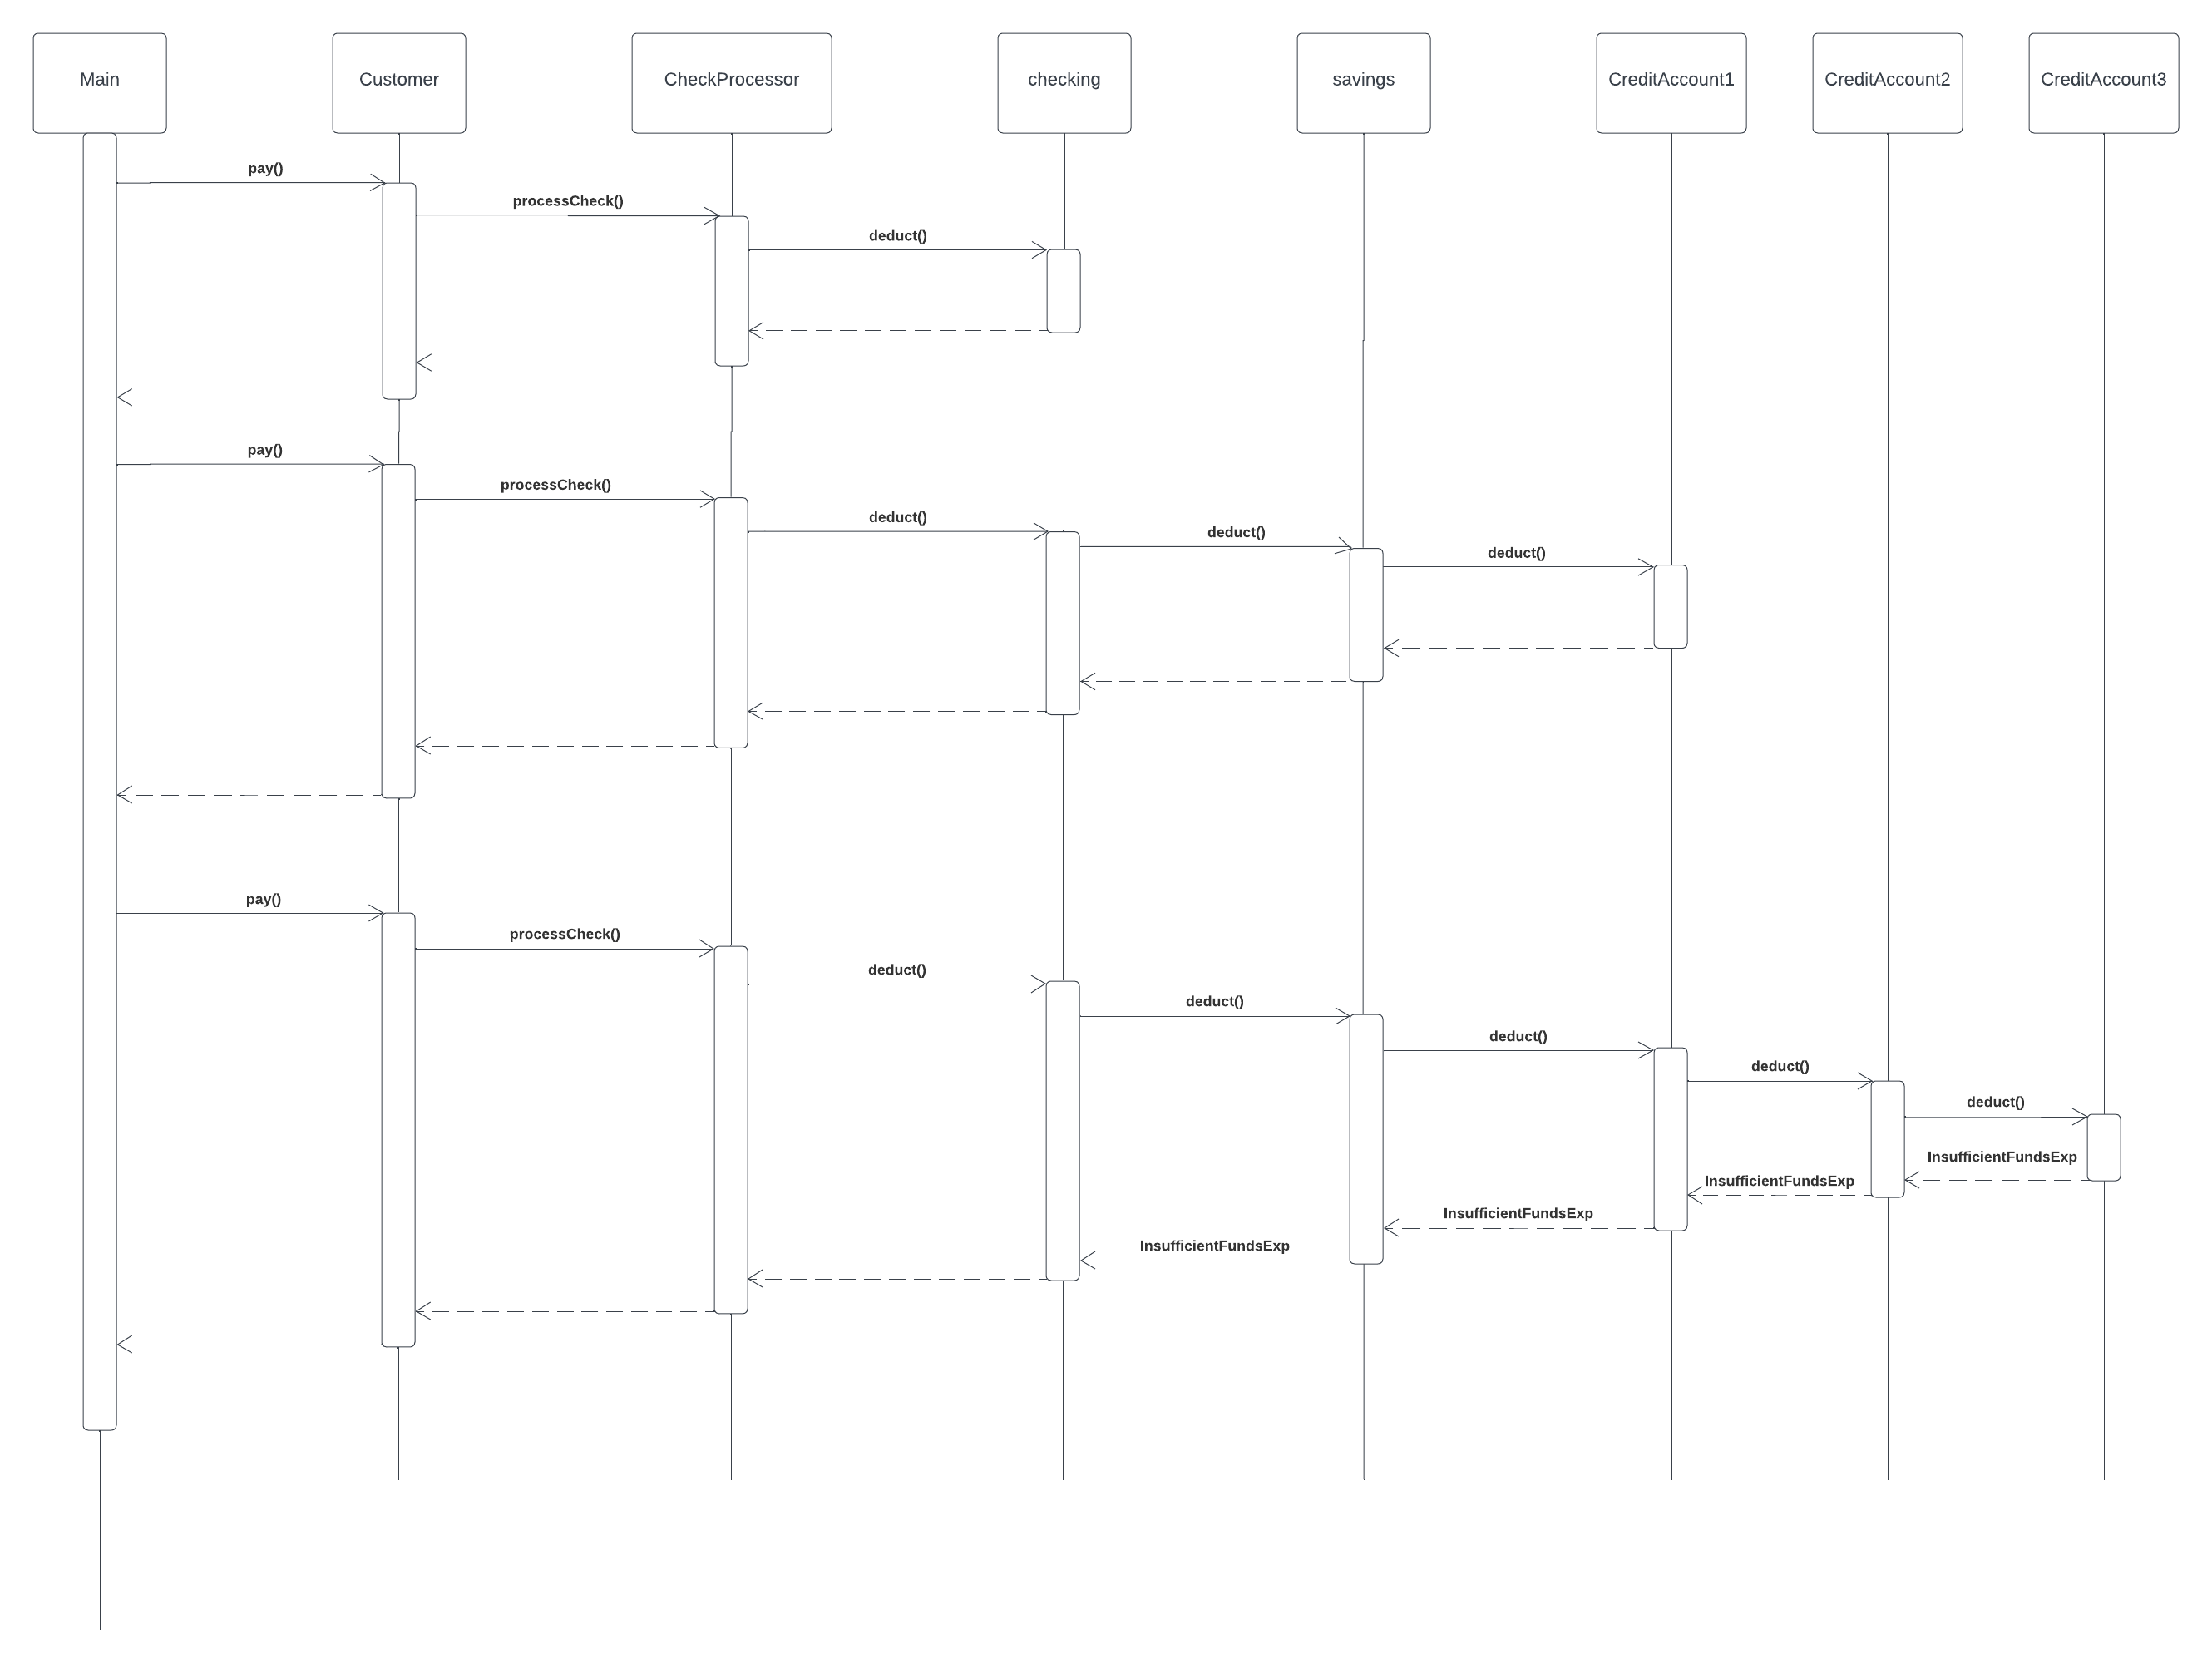 Main
Customer
CheckProcessor
checking
savings
CreditAccount1
CreditAccount2
CreditAccount3
pay()
processCheck()
deduct()
pay()
processCheck()
deduct()
deduct()
deduct()
pay()
processCheck()
deduct()
deduct()
deduct()
deduct()
deduct()
InsufficientFundsExp
InsufficientFundsExp
InsufficientFundsExp
InsufficientFundsExp